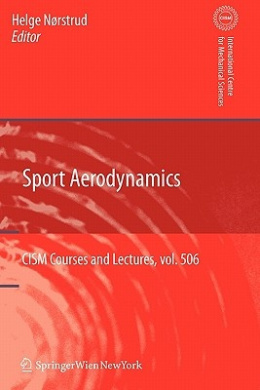 Helge Nørstrud
Editor
CISM
International Centre
for Mechanical Sciences
Sport Aerodynamics
CISM Courses and Lectures, vol. 506
SpringerWienNewYork